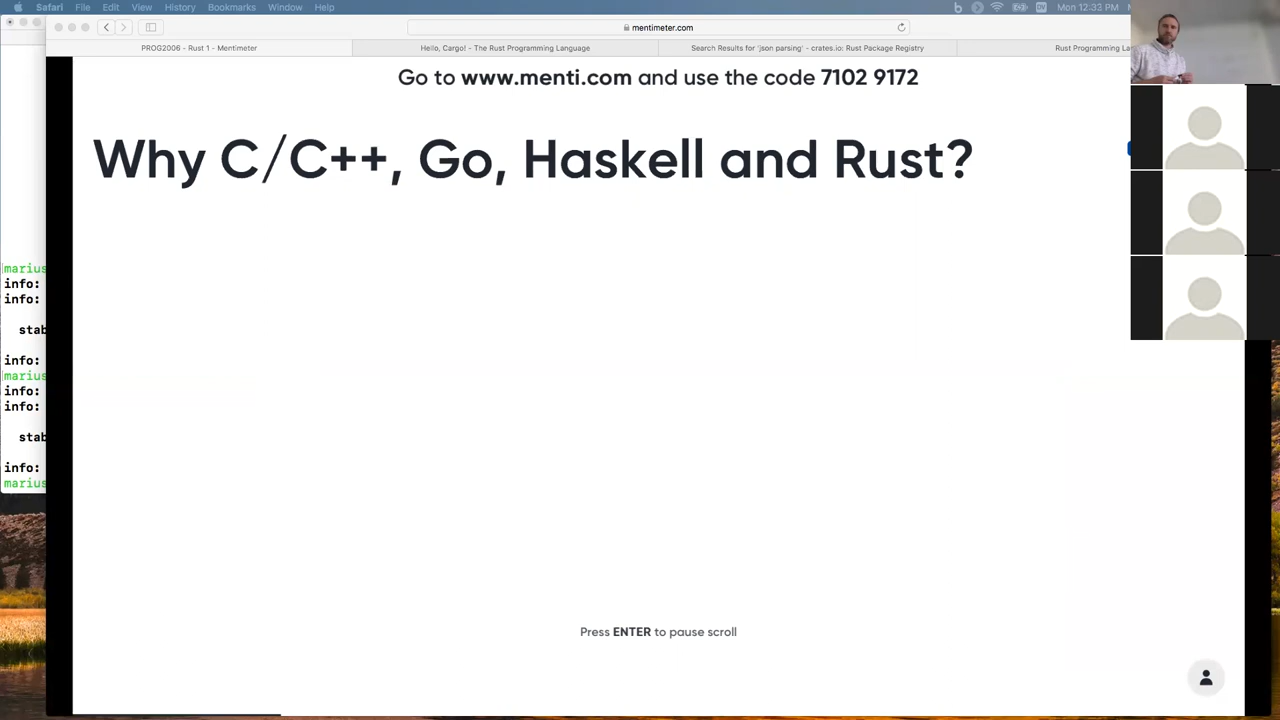 Safari File Edit View History Bookmarks Window Help
Mon 12:33 PM
mentimeter.com
PROG2006 - Rust 1 - Mentimeter
Hello, Cargo! - The Rust Programming Language
Search Results for 'json parsing' - crates.io: Rust Package Registry
Rust Programming La
Go to www.menti.com and use the code 7102 9172
Why C/C++, Go, Haskell and Rust?
marius
info:
info:
stab
info:
marius
info:
info:
stab
info:
marius
Press ENTER to pause scroll